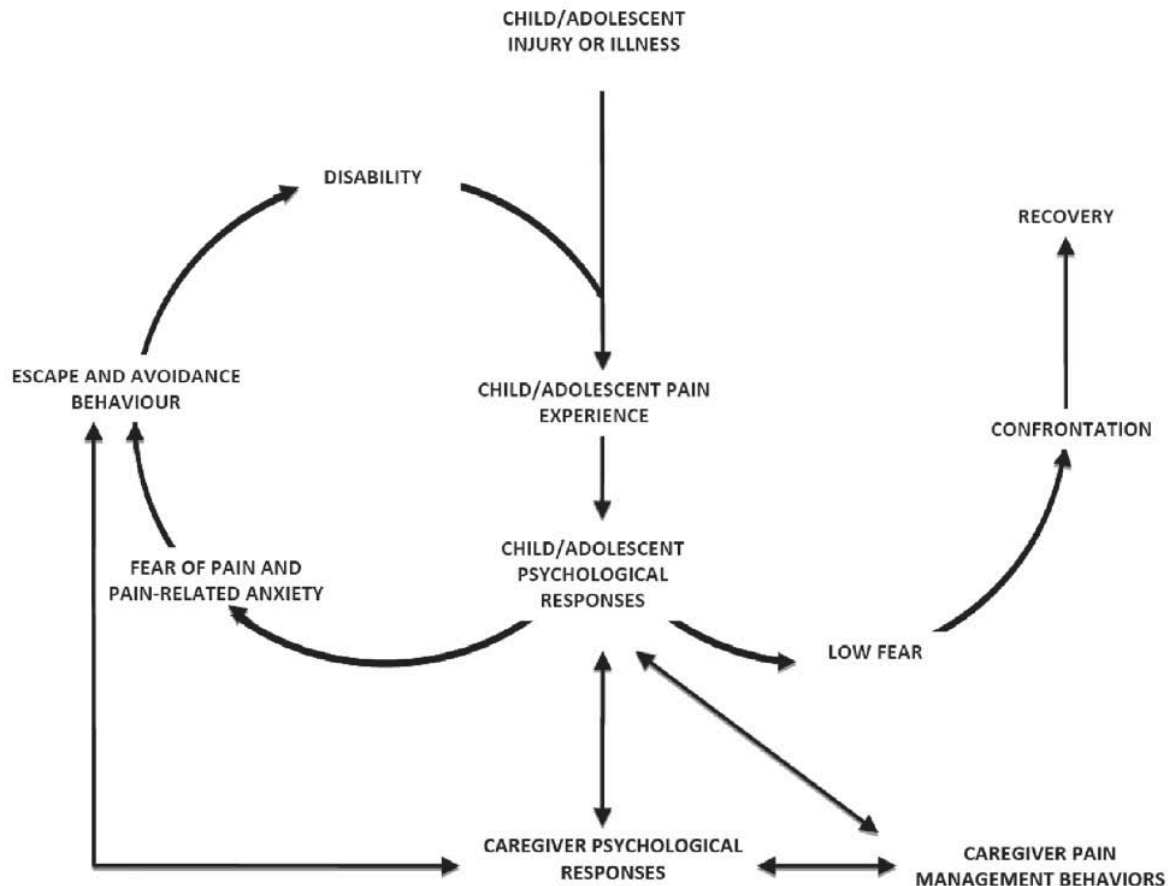 CHILD/ADOLESCENT
INJURY OR ILLNESS
DISABILITY
RECOVERY
ESCAPE AND AVOIDANCE
BEHAVIOUR
CHILD/ADOLESCENT PAIN
EXPERIENCE
CONFRONTATION
FEAR OF PAIN AND
PAIN-RELATED ANXIETY
CHILD/ADOLESCENT
PSYCHOLOGICAL
RESPONSES
LOW FEAR
CAREGIVER PSYCHOLOGICAL
RESPONSES
CAREGIVER PAIN
MANAGEMENT BEHAVIORS